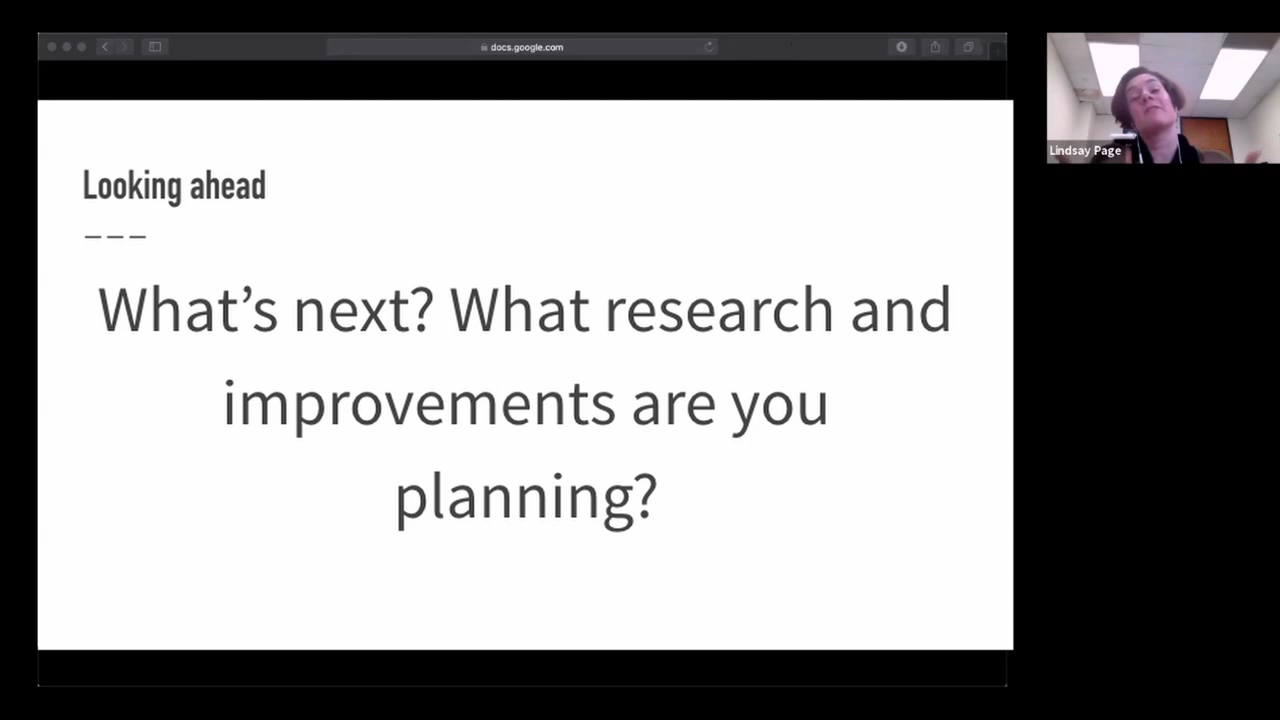 docs.google.com
Looking ahead
What’s next? What research and
improvements are you
planning?
Lindsay Page